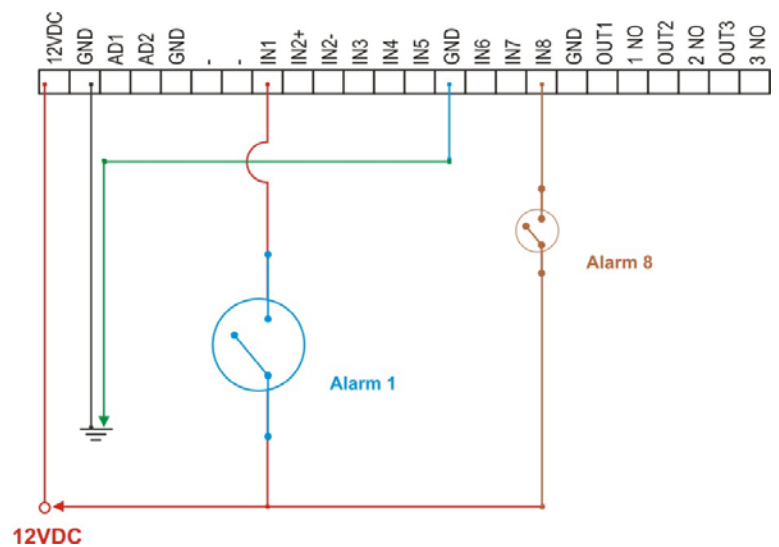 12VDC
GND
AD1
AD2
GND
-
-
IN1
IN2+
IN2-
IN3
IN4
IN5
GND
IN6
IN7
IN8
GND
OUT1
1 NO
OUT2
2 NO
OUT3
3 NO
Alarm 8
Alarm 1
12VDC